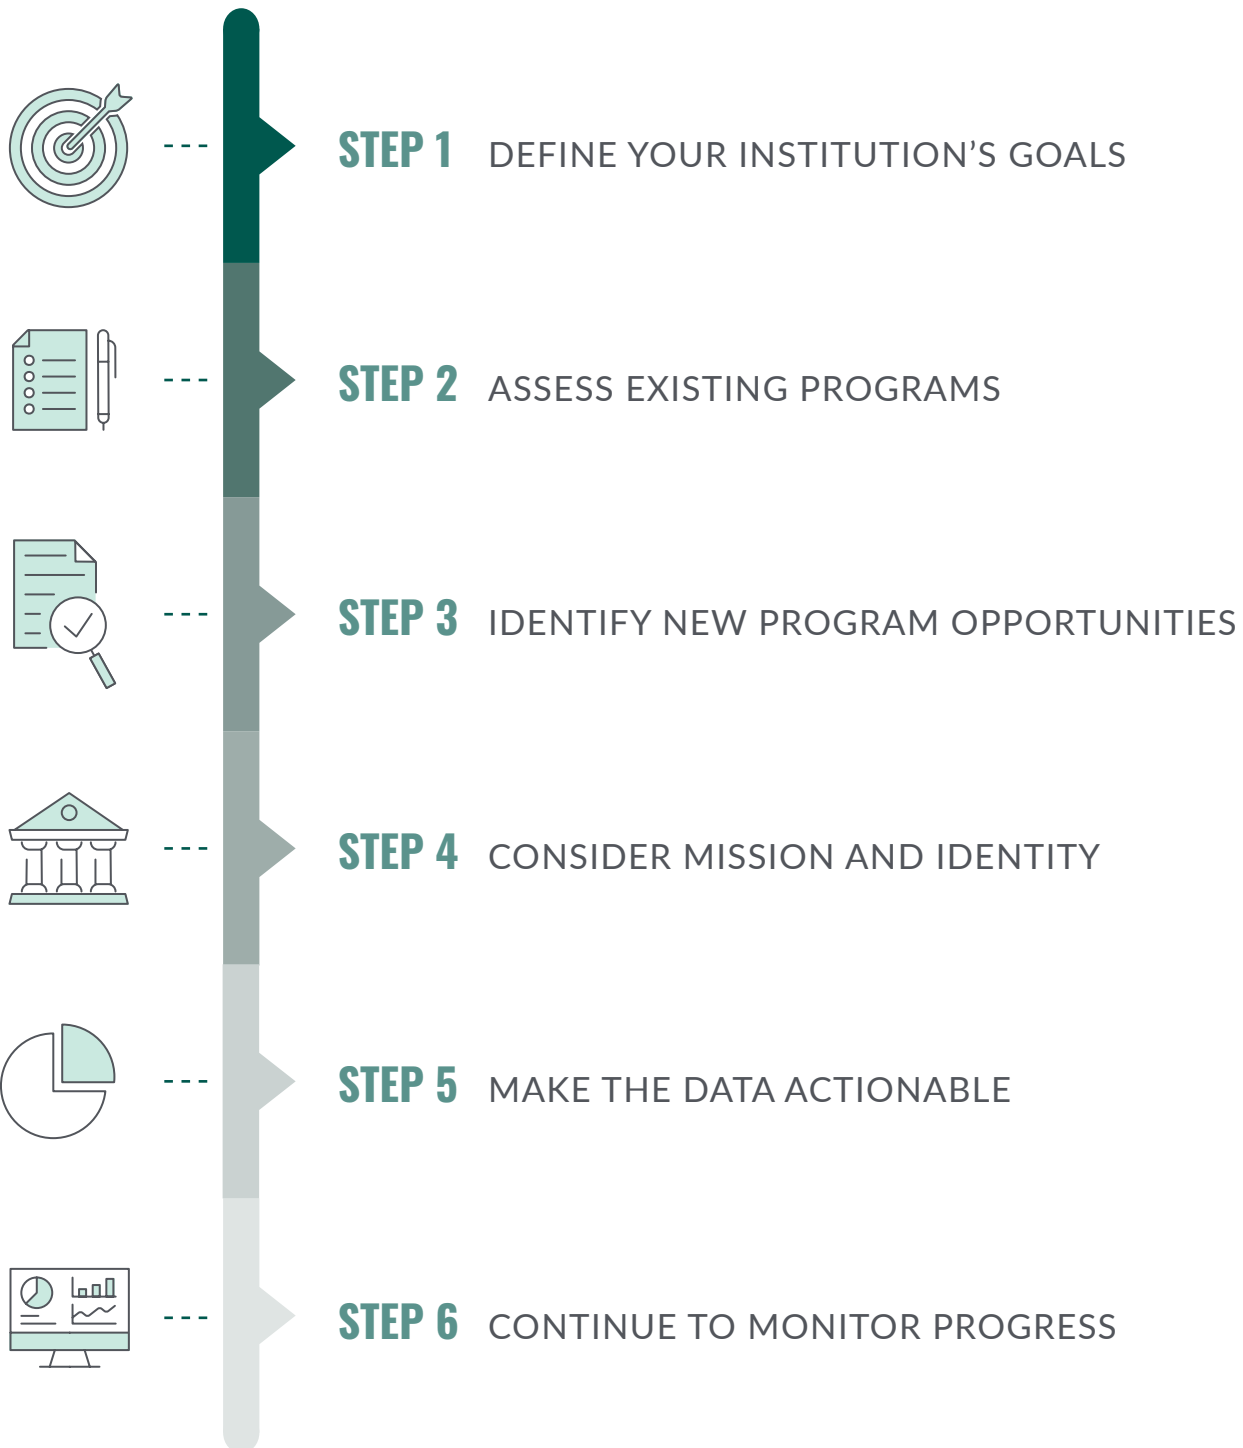 STEP 1 DEFINE YOUR INSTITUTION’S GOALS
STEP 2 ASSESS EXISTING PROGRAMS
STEP 3 IDENTIFY NEW PROGRAM OPPORTUNITIES
STEP 4 CONSIDER MISSION AND IDENTITY
STEP 5 MAKE THE DATA ACTIONABLE
STEP 6 CONTINUE TO MONITOR PROGRESS